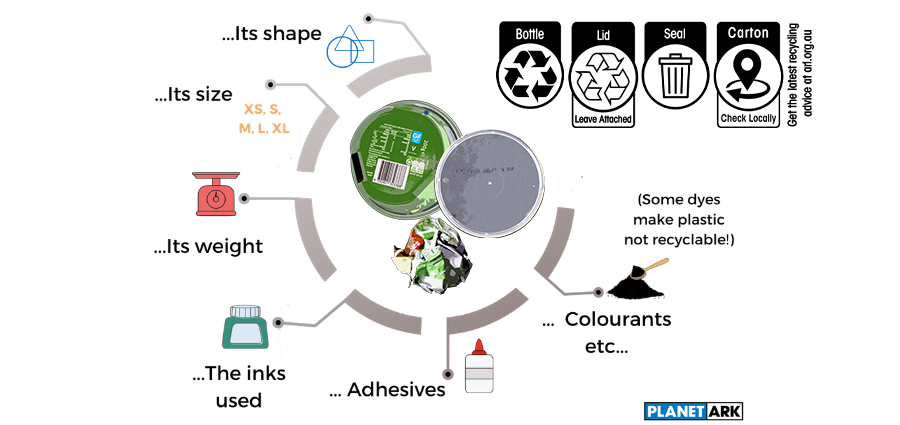 ...Its shape
...Its size
XS, S,
M, L, XL
...Its weight
...The inks
used
... Adhesives
... Colourants
etc...
(Some dyes
make plastic
not recyclable!)
Bottle
Lid
Leave Attached
Seal
Carton
Check Locally
Get the latest recycling
advice at arl.org.au
PLANET ARK